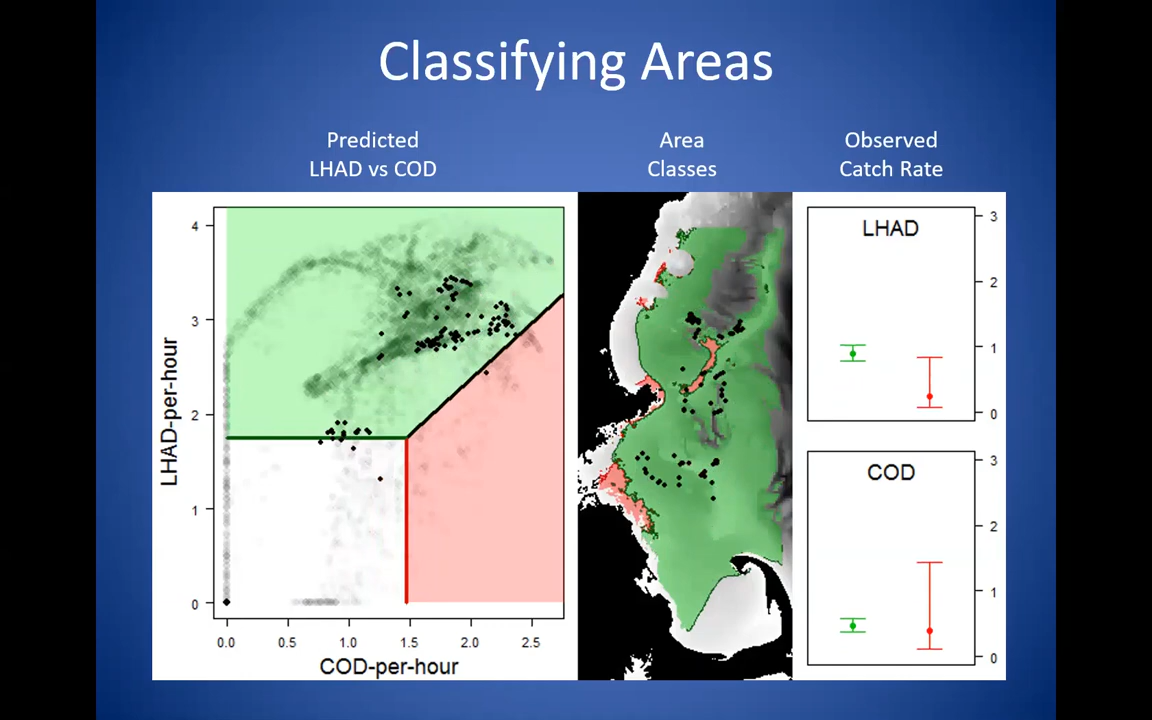 Classifying Areas
Predicted
LHAD vs COD
Area
Classes
Observed
Catch Rate
LHAD-per-hour
4
3
2
1
0
0.0 0.5 1.0 1.5 2.0 2.5
COD-per-hour
LHAD
3
2
1
0
COD
3
2
1
0